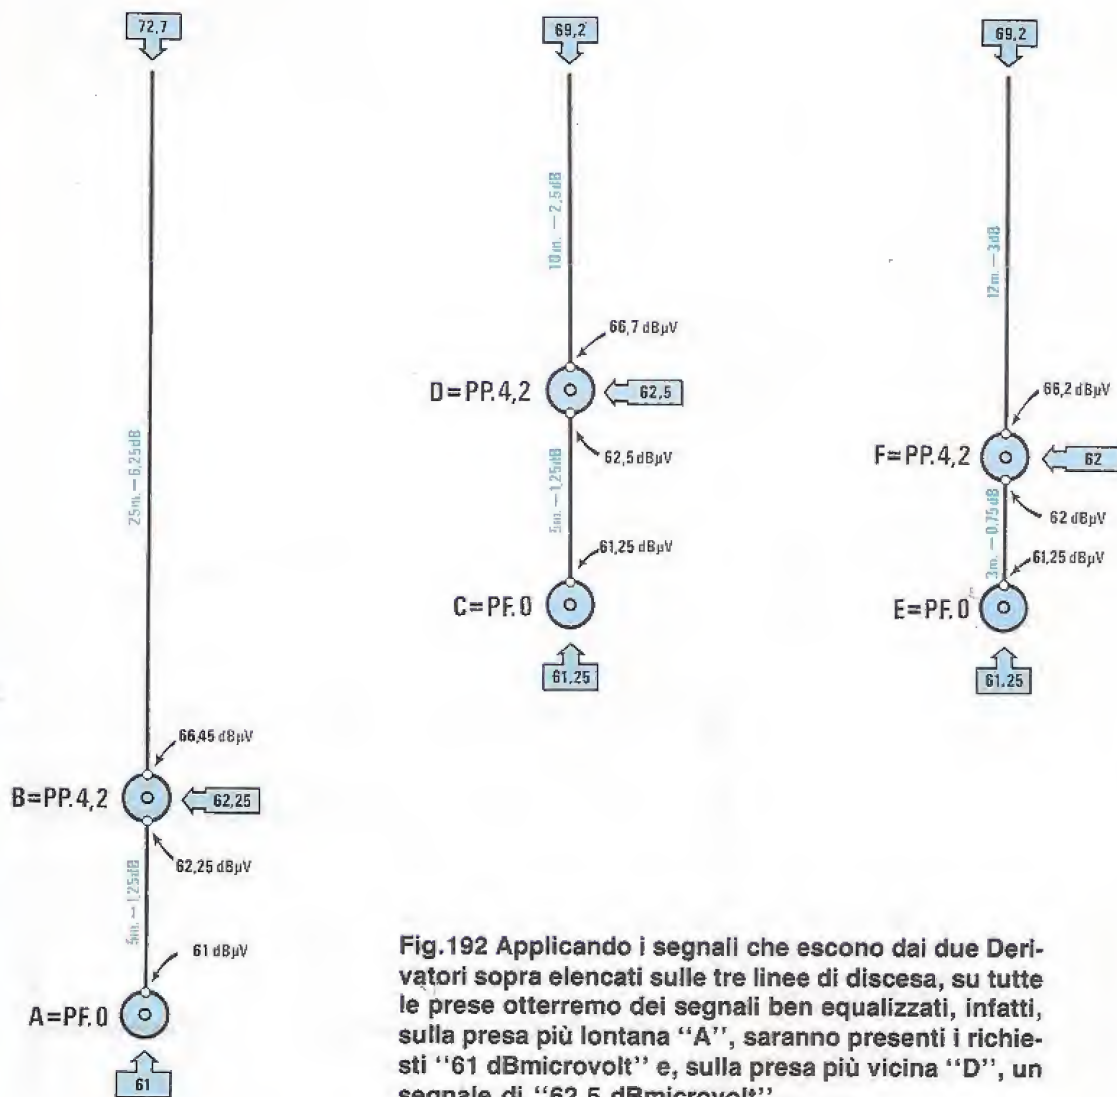 72,7
25m. – 6,25dB
66,45 dBµV
B=PP.4,2
62,25
62,25 dBµV
5m. – 1,25dB
61 dBµV
A=PF.0
61
69,2
10m. – 2,5dB
66,7 dBµV
D=PP.4,2
62,5
62,5 dBµV
5m. – 1,25dB
61,25 dBµV
C=PF.0
61.25
69,2
12m. – 3dB
66,2 dBµV
F=PP.4,2
62
62 dBµV
3m. – 0,75dB
61,25 dBµV
E=PF.0
61.25
Fig.192 Applicando i segnali che escono dai due Deri-
vatori sopra elencati sulle tre linee di discesa, su tutte
le prese otterremo dei segnali ben equalizzati, infatti,
sulla presa più lontana "A", saranno presenti i richie-
sti "61 dBmicrovolt" e, sulla presa più vicina "D", un
segnale di "62,5 dBmicrovolt"